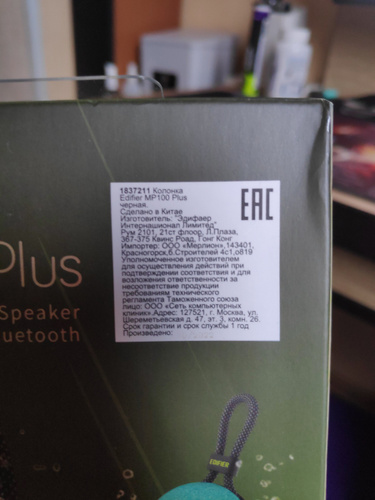 1837211 Колонка
Edifier MP100 Plus
черная.
Сделано в Китае
Изготовитель: "Эдифаер
Интернашионал Лимитед"
Рум 2101, 21ст флоор, Л.Плаза,
367-375 Квинс Роад, Гонг Конг
Импортер: ООО «Мерлион»,143401,
Красногорск,б.Строителей 4с1,о819
Уполномоченное изготовителем
для осуществления действий при
подтверждении соответствия и для
возложения ответственности за
несоответствие продукции
требованиям технического
регламента Таможенного союза
лицо: ООО «Сеть компьютерных
клиник».Адрес: 127521, г. Москва, ул.
Шереметьевская д. 47, эт. 3, комн. 26.
Срок гарантии и срок службы 1 год
Произведено:
EAC
Plus
Speaker
uetooth
EDIFIER